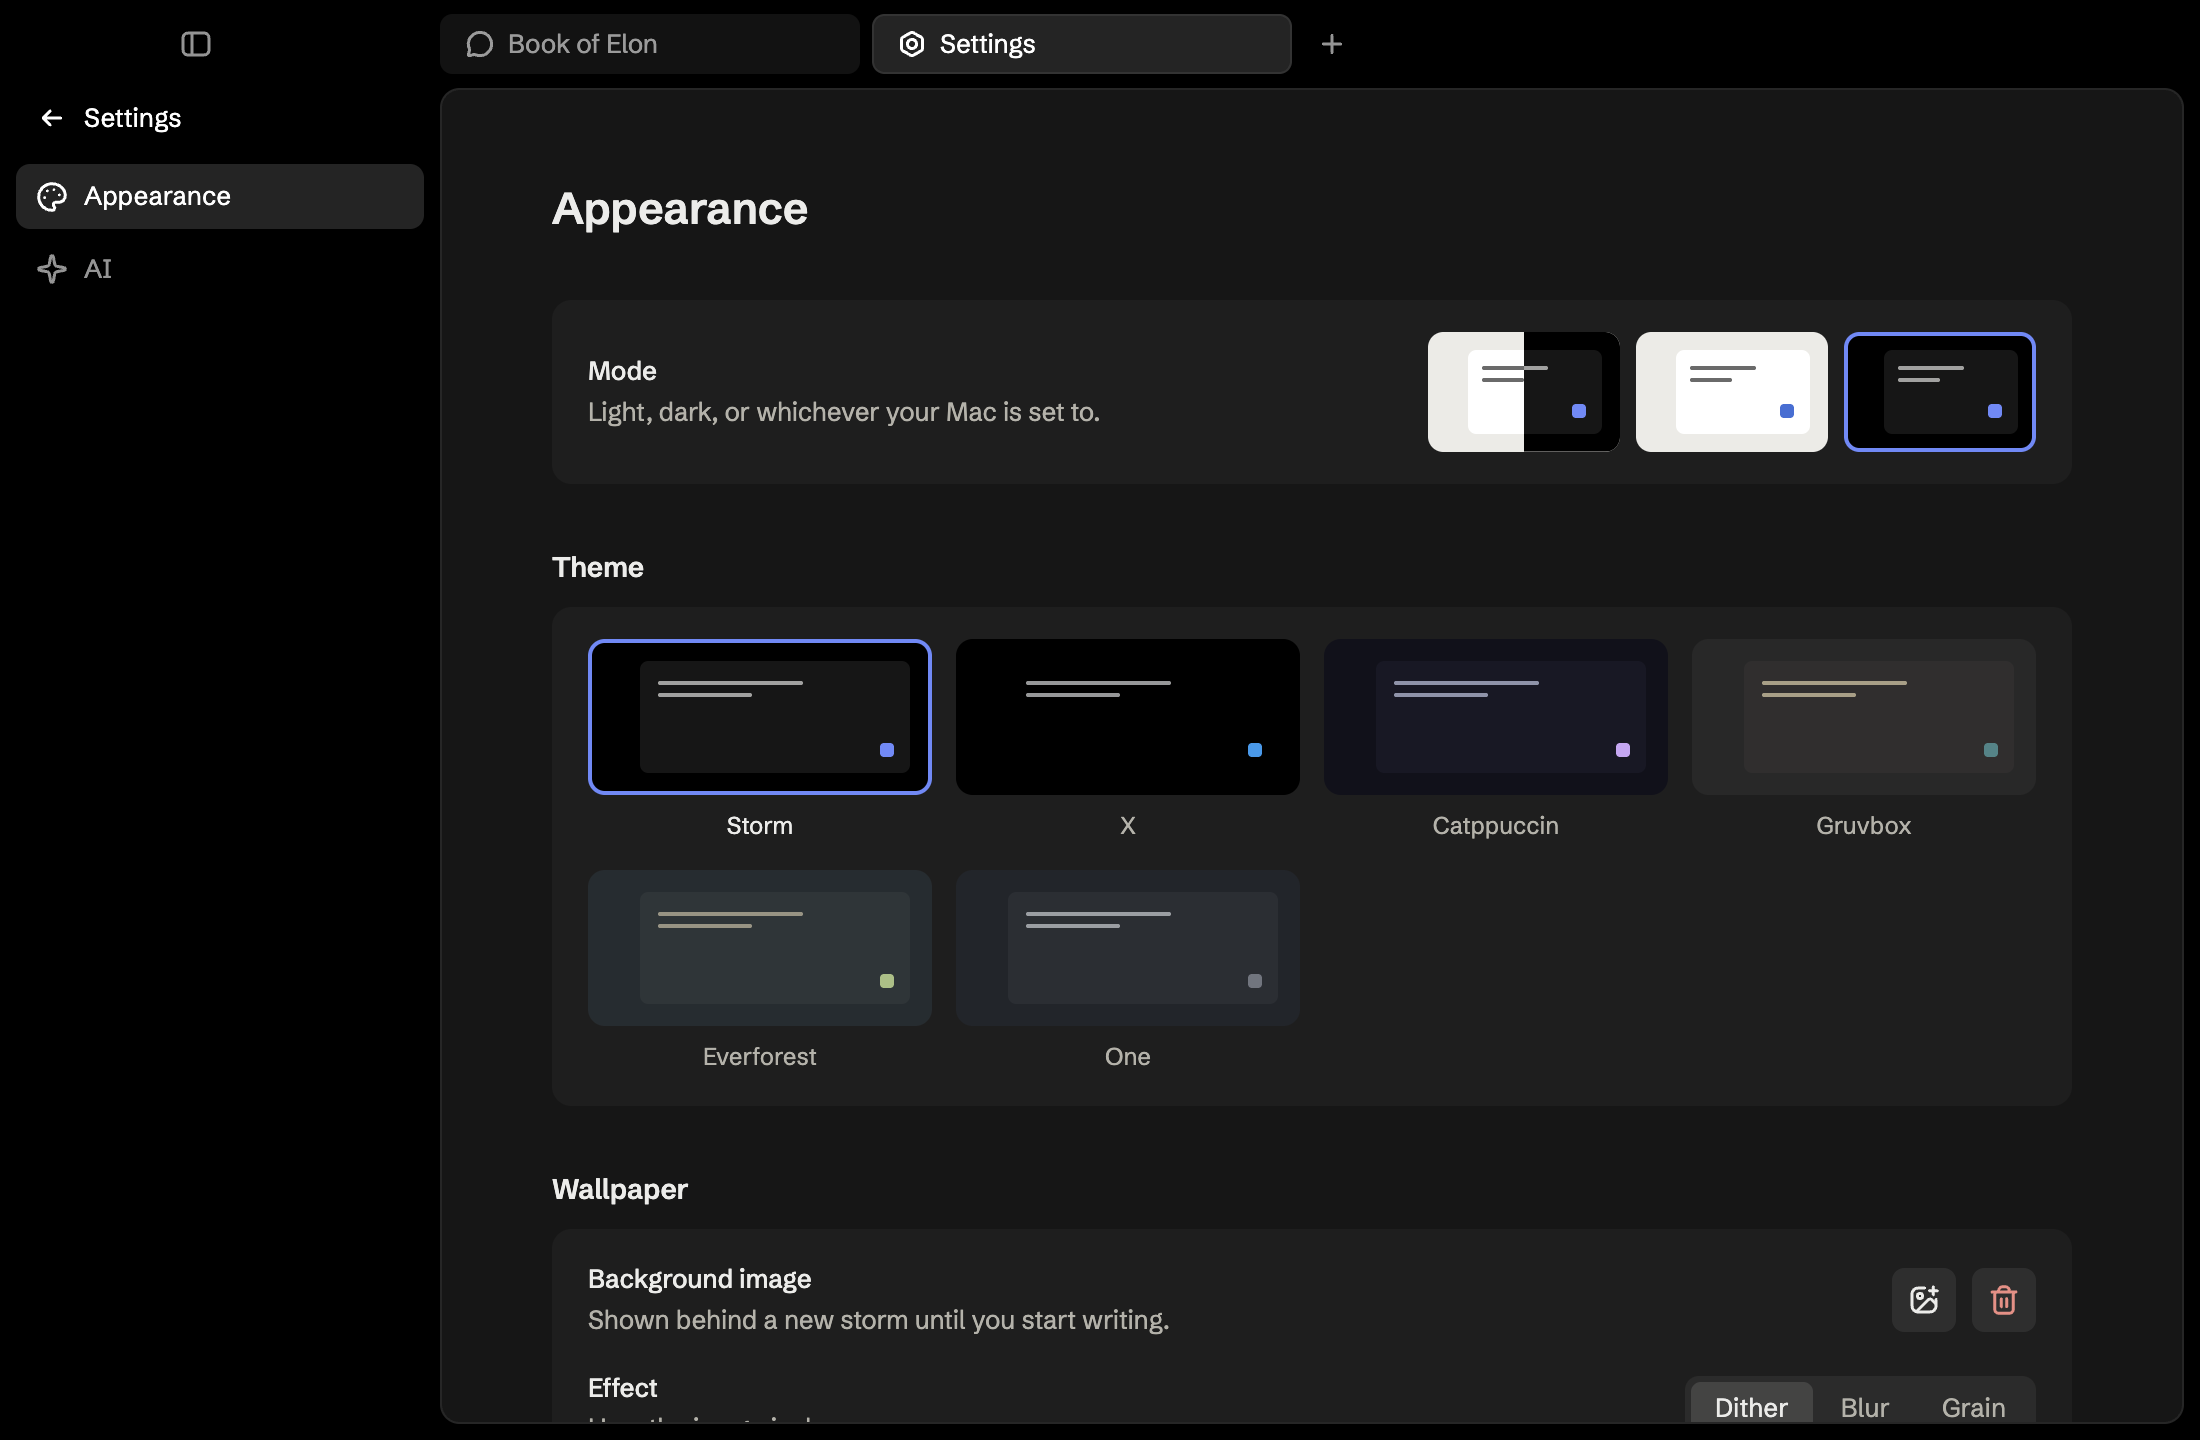 Book of Elon
Settings
Settings
Appearance
AI
Appearance
Mode
Light, dark, or whichever your Mac is set to.
Theme
Storm
X
Catppuccin
Gruvbox
Everforest
One
Wallpaper
Background image
Shown behind a new storm until you start writing.
Effect
Dither
Blur
Grain